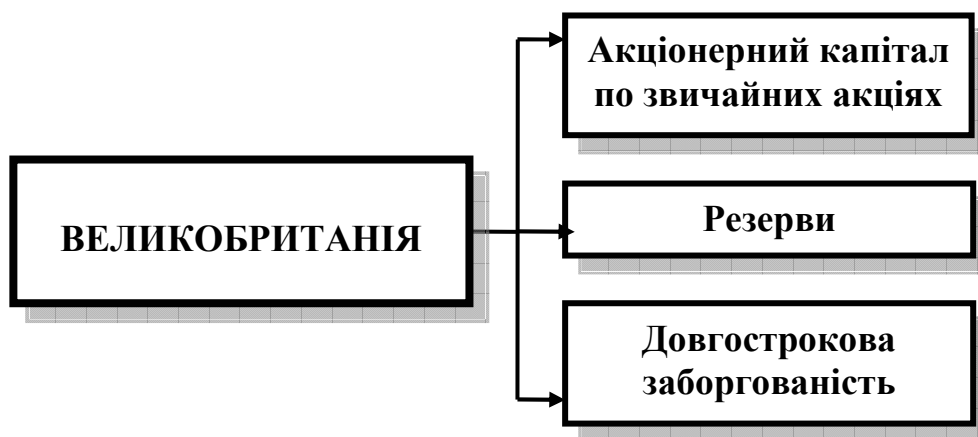 Акціонерний капітал
по звичайних акціях
ВЕЛИКОБРИТАНІЯ
Резерви
Довгострокова
заборгованість